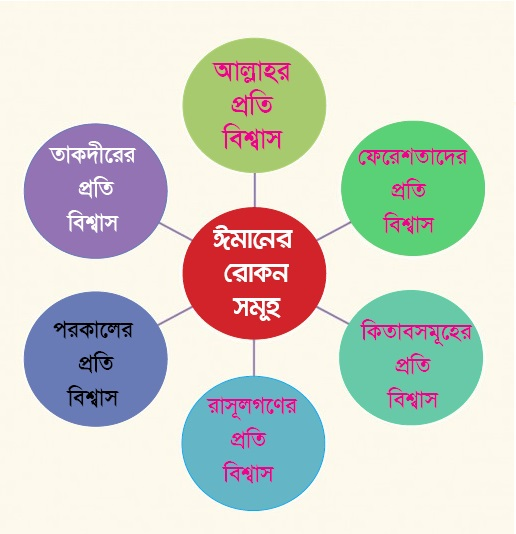 আল্লাহর
প্রতি
বিশ্বাস
ফেরেশতাদের
প্রতি
বিশ্বাস
কিতাবসমূহের
প্রতি
বিশ্বাস
রাসূলগণের
প্রতি
বিশ্বাস
পরকালের
প্রতি
বিশ্বাস
তাকদীরের
প্রতি
বিশ্বাস
ঈমানের
রোকন
সমূহ